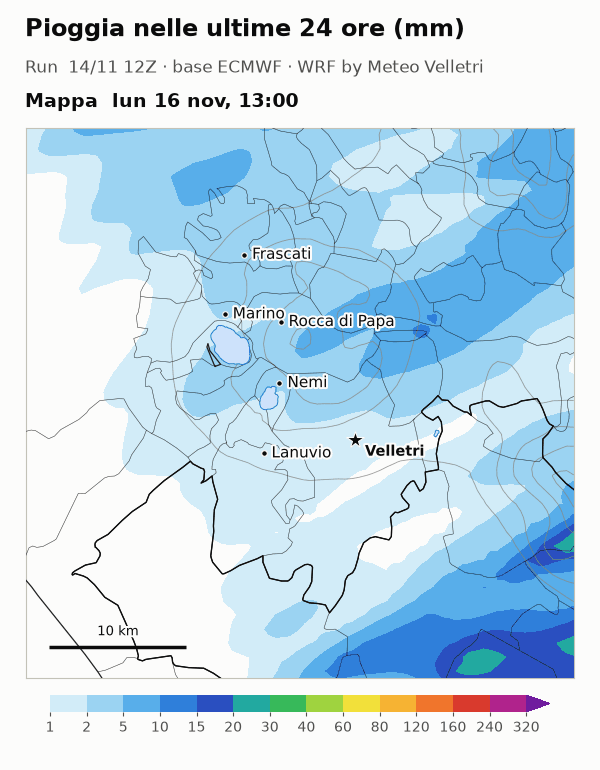 Pioggia nelle ultime 24 ore (mm)
Run  14/11 12Z · base ECMWF · WRF by Meteo Velletri
Mappa  lun 16 nov, 13:00
Frascati
Marino
Rocca di Papa
Nemi
Velletri
Lanuvio
10 km
1 2 5 10 15 20 30 40 60 80 120 160 240 320